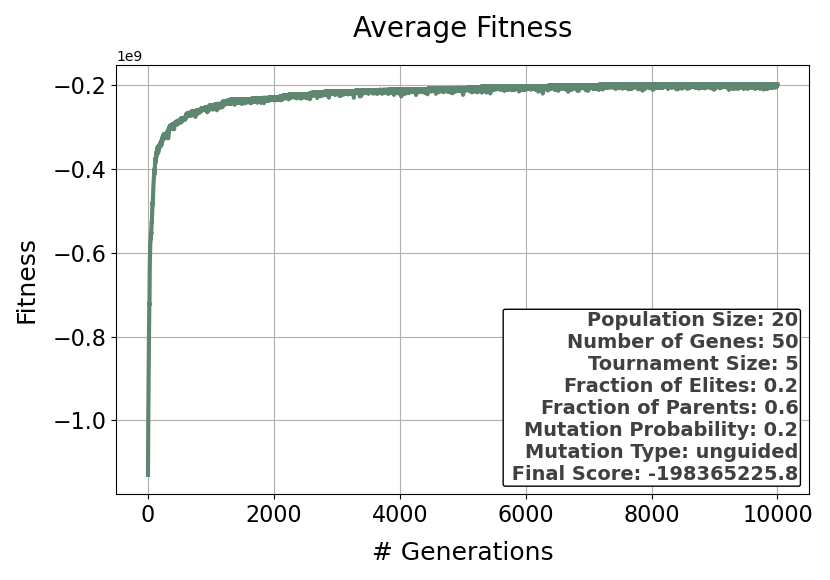 Average Fitness
1e9
−0.2
−0.4
−0.6
−0.8
−1.0
Fitness
Population Size: 20
Number of Genes: 50
Tournament Size: 5
Fraction of Elites: 0.2
Fraction of Parents: 0.6
Mutation Probability: 0.2
Mutation Type: unguided
Final Score: -198365225.8
0 2000 4000 6000 8000 10000
# Generations